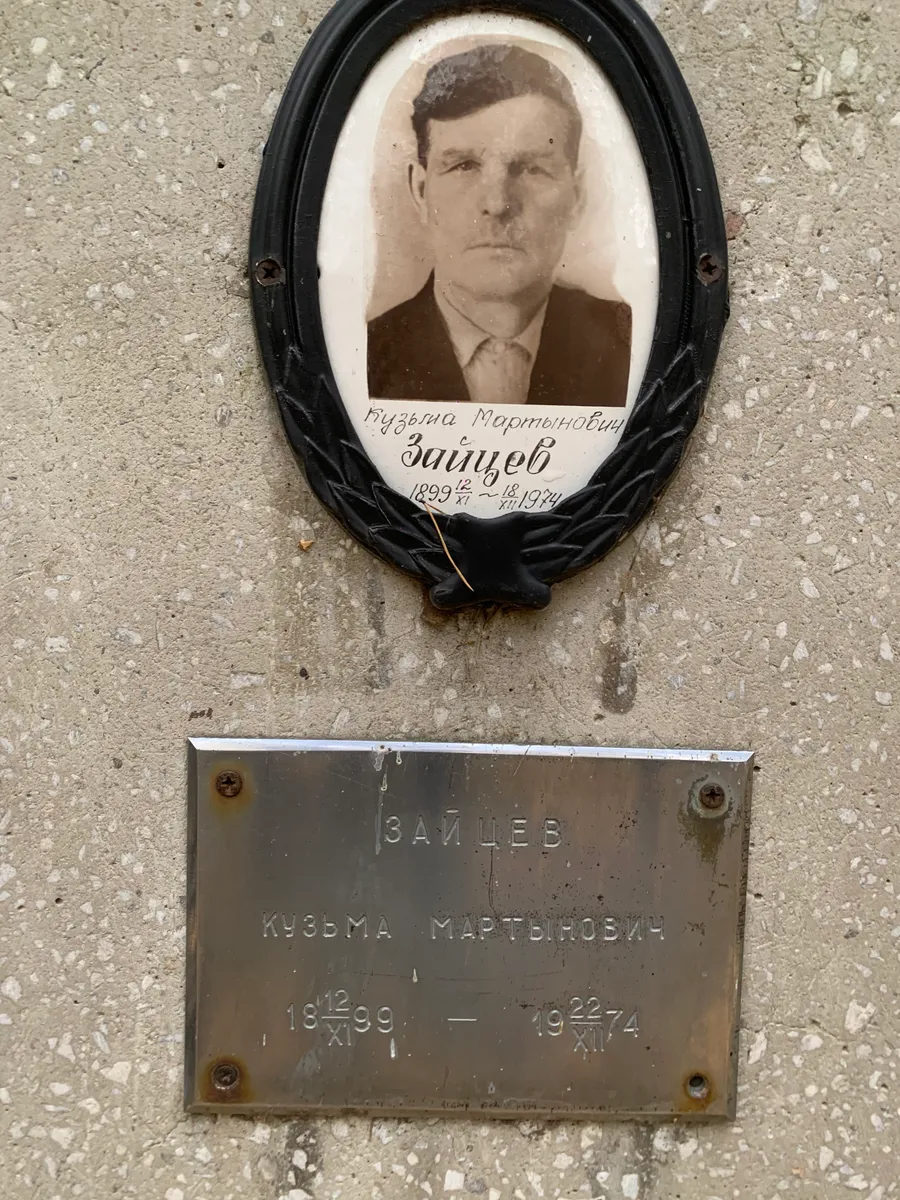 Кузьма Мартынович
Зайцев
1899 12/XI ~ 18/XII 1974
ЗАЙЦЕВ
КУЗЬМА МАРТЫНОВИЧ
18 12/XI 99 — 19 22/XII 74